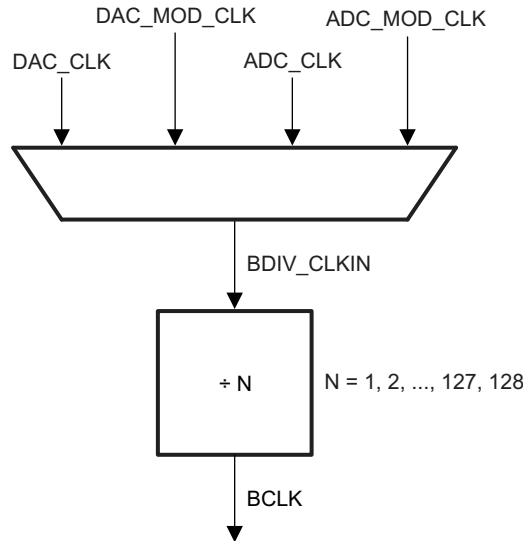 DAC_MOD_CLK
ADC_MOD_CLK
DAC_CLK
ADC_CLK
BDIV_CLKIN
÷ N
N = 1, 2, ..., 127, 128
BCLK